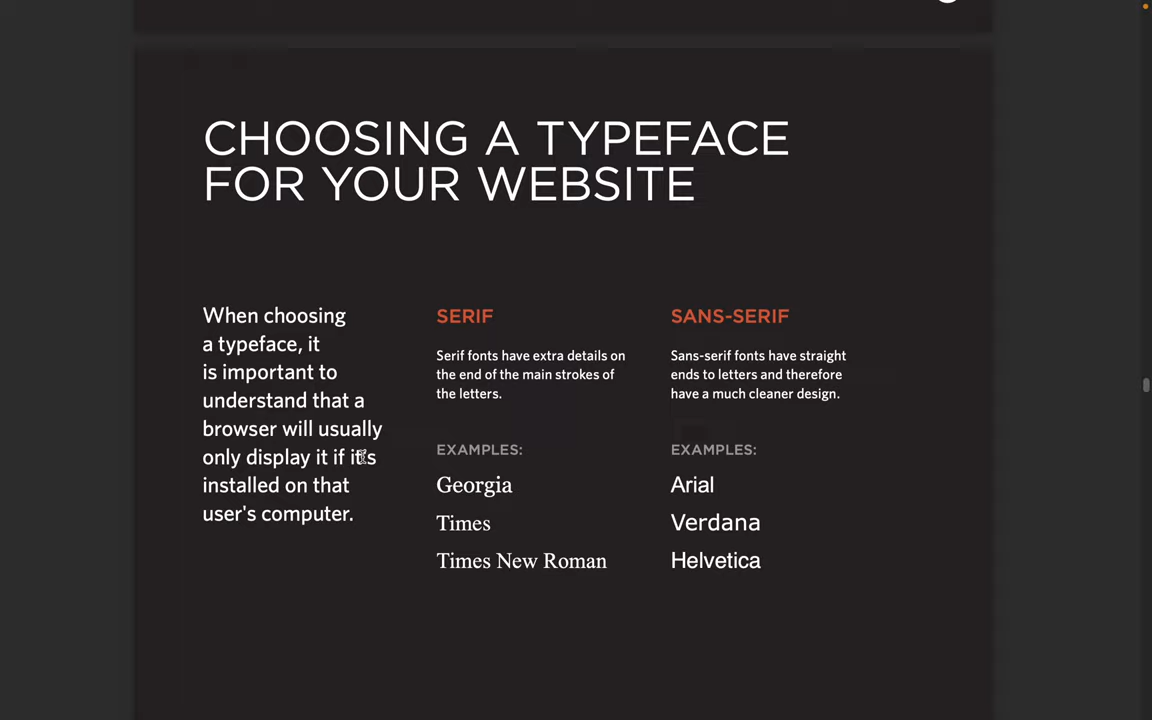 CHOOSING A TYPEFACE
FOR YOUR WEBSITE
When choosing
a typeface, it
is important to
understand that a
browser will usually
only display it if it's
installed on that
user's computer.
SERIF
Serif fonts have extra details on
the end of the main strokes of
the letters.
EXAMPLES:
Georgia
Times
Times New Roman
SANS-SERIF
Sans-serif fonts have straight
ends to letters and therefore
have a much cleaner design.
EXAMPLES:
Arial
Verdana
Helvetica